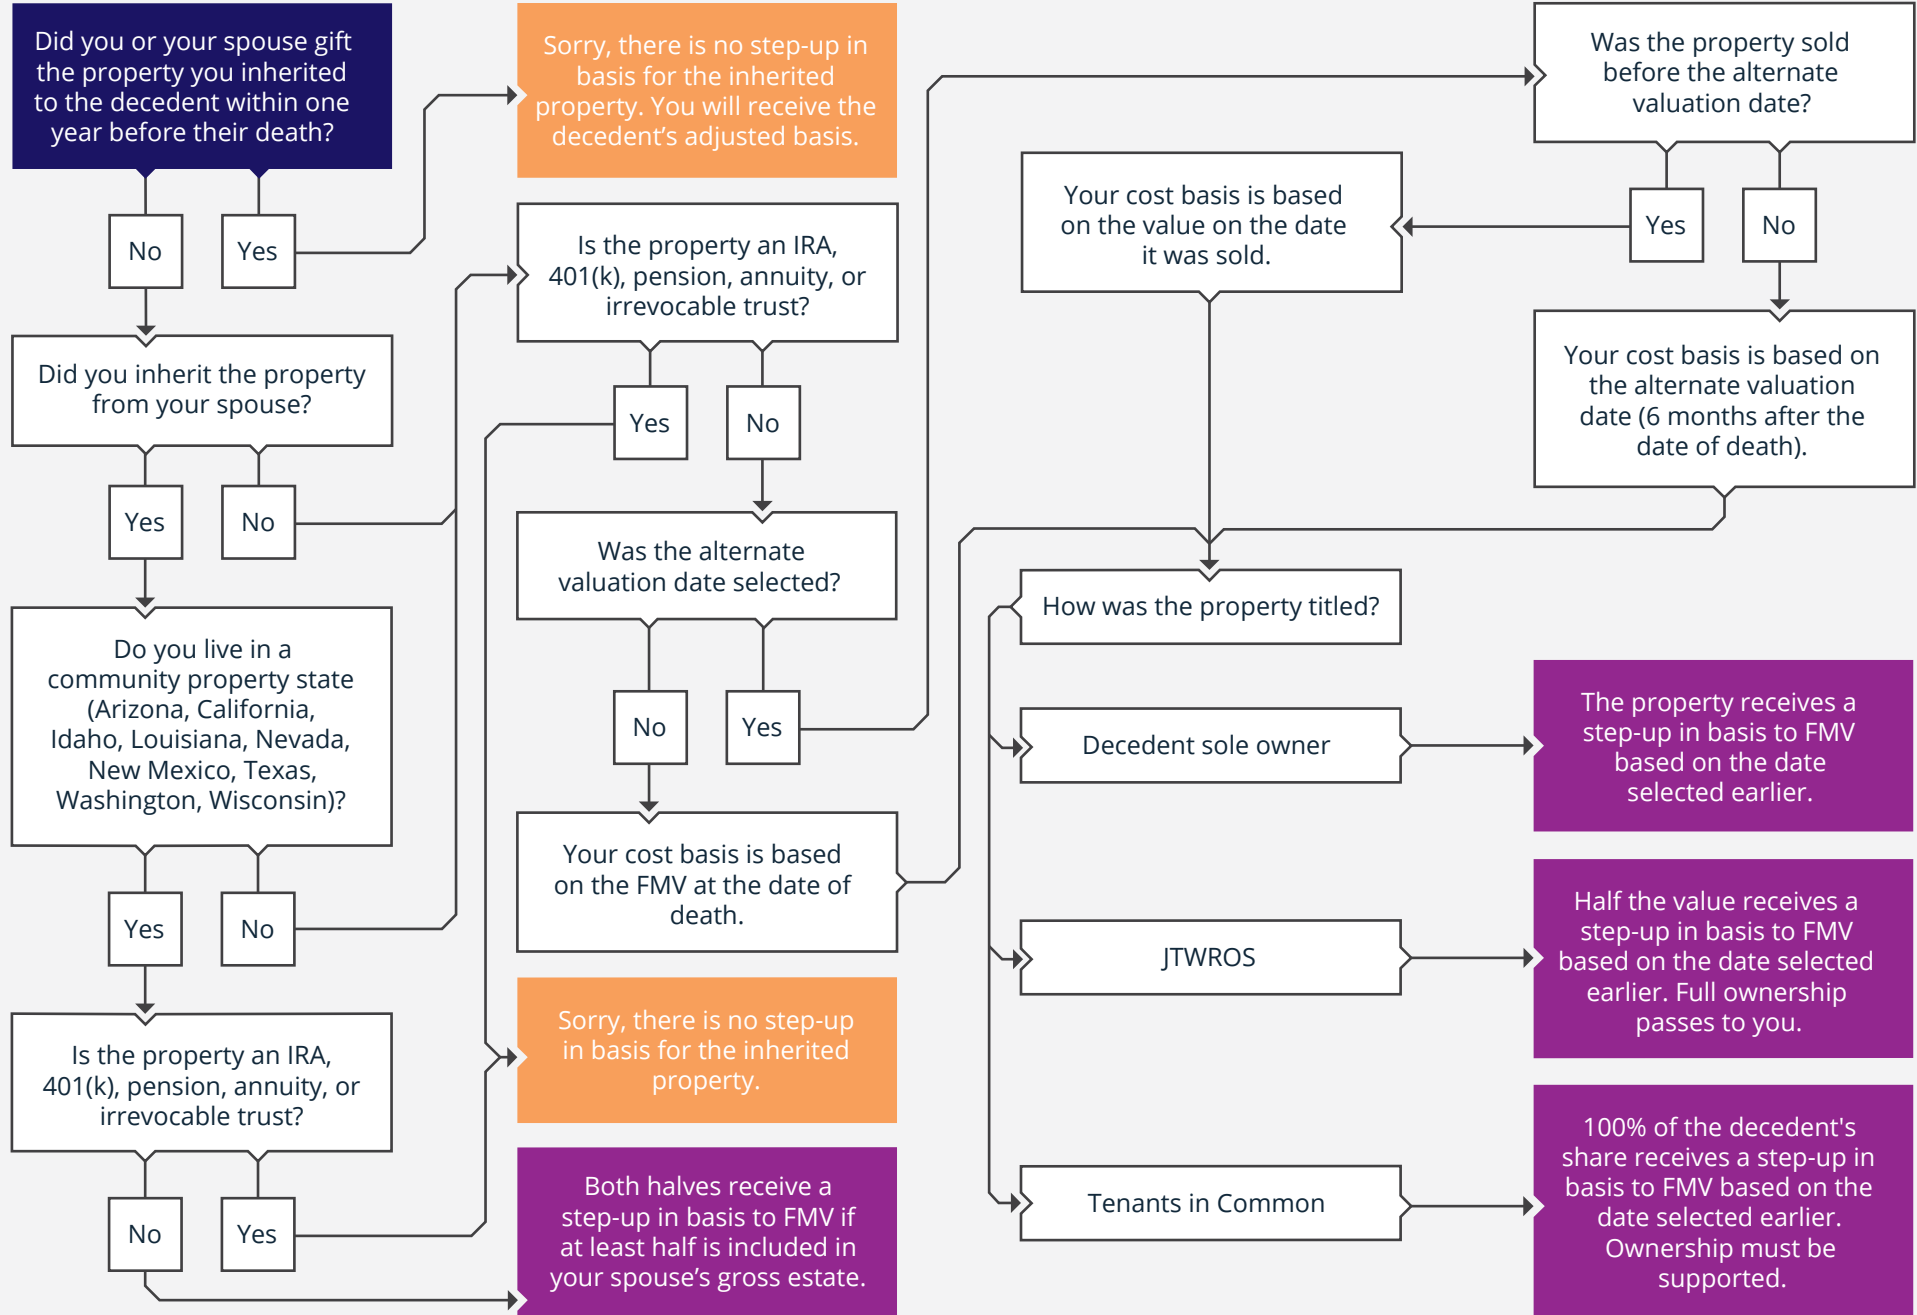 Did you or your spouse gift
the property you inherited
to the decedent within one
year before their death?
No
Yes
Did you inherit the property
from your spouse?
Yes
No
Do you live in a
community property state
(Arizona, California,
Idaho, Louisiana, Nevada,
New Mexico, Texas,
Washington, Wisconsin)?
Yes
No
Is the property an IRA,
401(k), pension, annuity, or
irrevocable trust?
No
Yes
Sorry, there is no step-up in
basis for the inherited
property. You will receive the
decedent’s adjusted basis.
Is the property an IRA,
401(k), pension, annuity, or
irrevocable trust?
Yes
No
Was the alternate
valuation date selected?
No
Yes
Your cost basis is based
on the FMV at the date of
death.
Sorry, there is no step-up
in basis for the inherited
property.
Both halves receive a
step-up in basis to FMV if
at least half is included in
your spouse’s gross estate.
Was the property sold
before the alternate
valuation date?
Yes
No
Your cost basis is based
on the value on the date
it was sold.
Your cost basis is based on
the alternate valuation
date (6 months after the
date of death).
How was the property titled?
Decedent sole owner
The property receives a
step-up in basis to FMV
based on the date
selected earlier.
JTWROS
Half the value receives a
step-up in basis to FMV
based on the date selected
earlier. Full ownership
passes to you.
Tenants in Common
100% of the decedent's
share receives a step-up in
basis to FMV based on the
date selected earlier.
Ownership must be
supported.